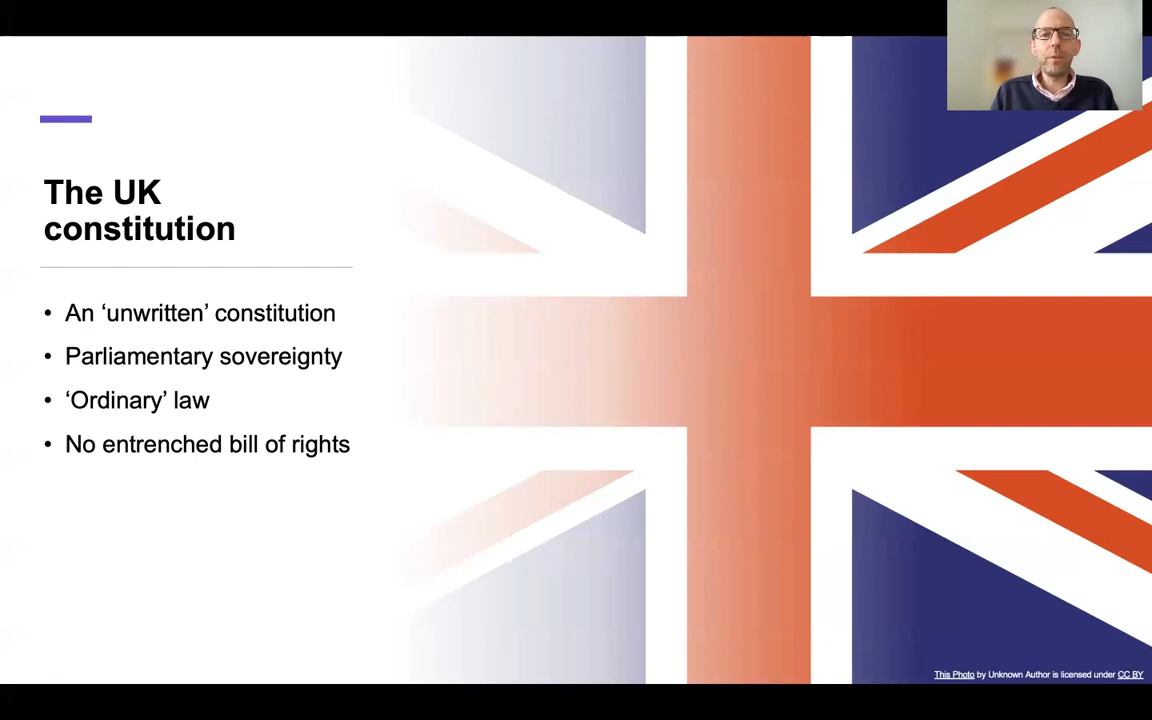 The UK
constitution
• An ‘unwritten’ constitution
• Parliamentary sovereignty
• ‘Ordinary’ law
• No entrenched bill of rights
This Photo by Unknown Author is licensed under CC BY